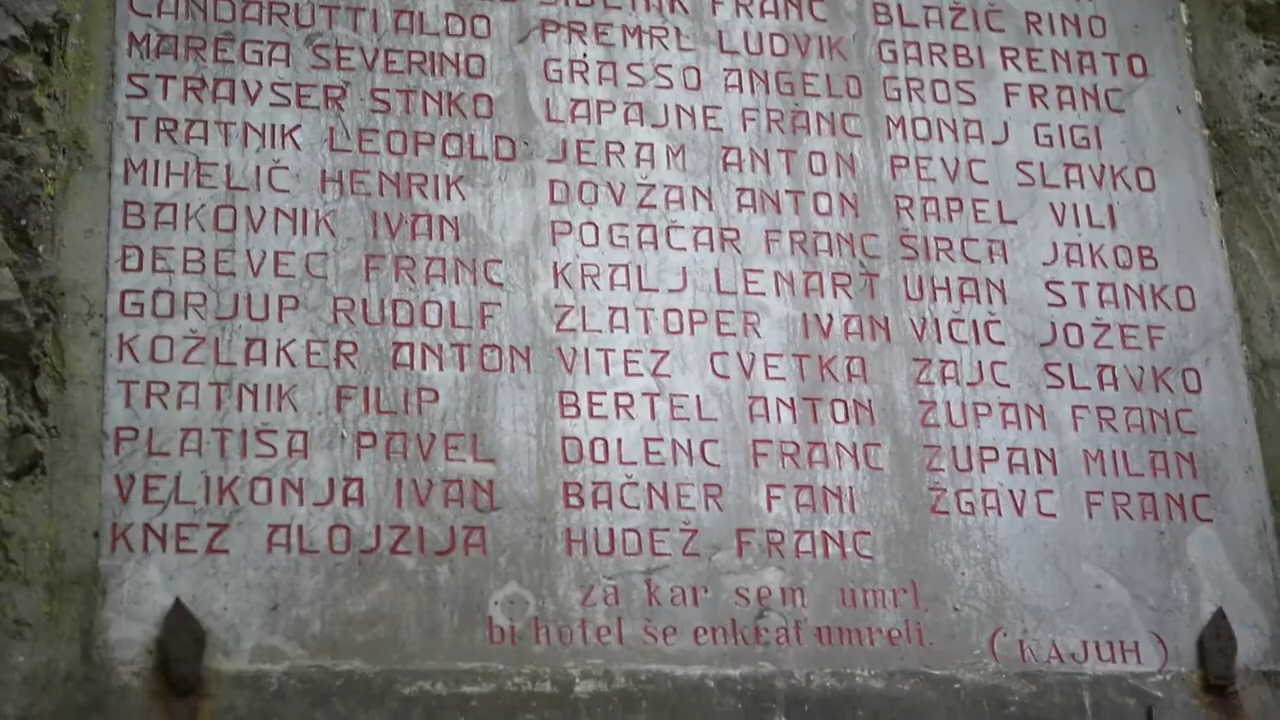 CANDARUTTI ALDO FRANC BLAŽIČ RINO
MAREGA SEVERINO PREMRL LUDVIK GARBI RENATO
STRAVŠER STNKO GRASSO ANGELO GROS FRANC
TRATNIK LEOPOLD LAPAJNE FRANC MONAJ GIGI
MIHELIČ HENRIK JERAM ANTON PEVC SLAVKO
BAKOVNIK IVAN DOVŽAN ANTON RAPEL VILI
DEBEVEC FRANC POGAČAR FRANC ŠIRCA JAKOB
GORJUP RUDOLF KRALJ LENART UHAN STANKO
KOŽLAKER ANTON ZLATOPER IVAN VIČIČ JOŽEF
TRATNIK FILIP VITEZ CVETKA ZAJC SLAVKO
PLATIŠA PAVEL BERTEL ANTON ZUPAN FRANC
VELIKONJA IVAN DOLENC FRANC ZUPAN MILAN
KNEZ ALOJZIJA BAČNER FANI ŽGAVC FRANC
HUDEŽ FRANC
za kar sem umrl,
bi hotel še enkrat umreti.
(KAJUH)